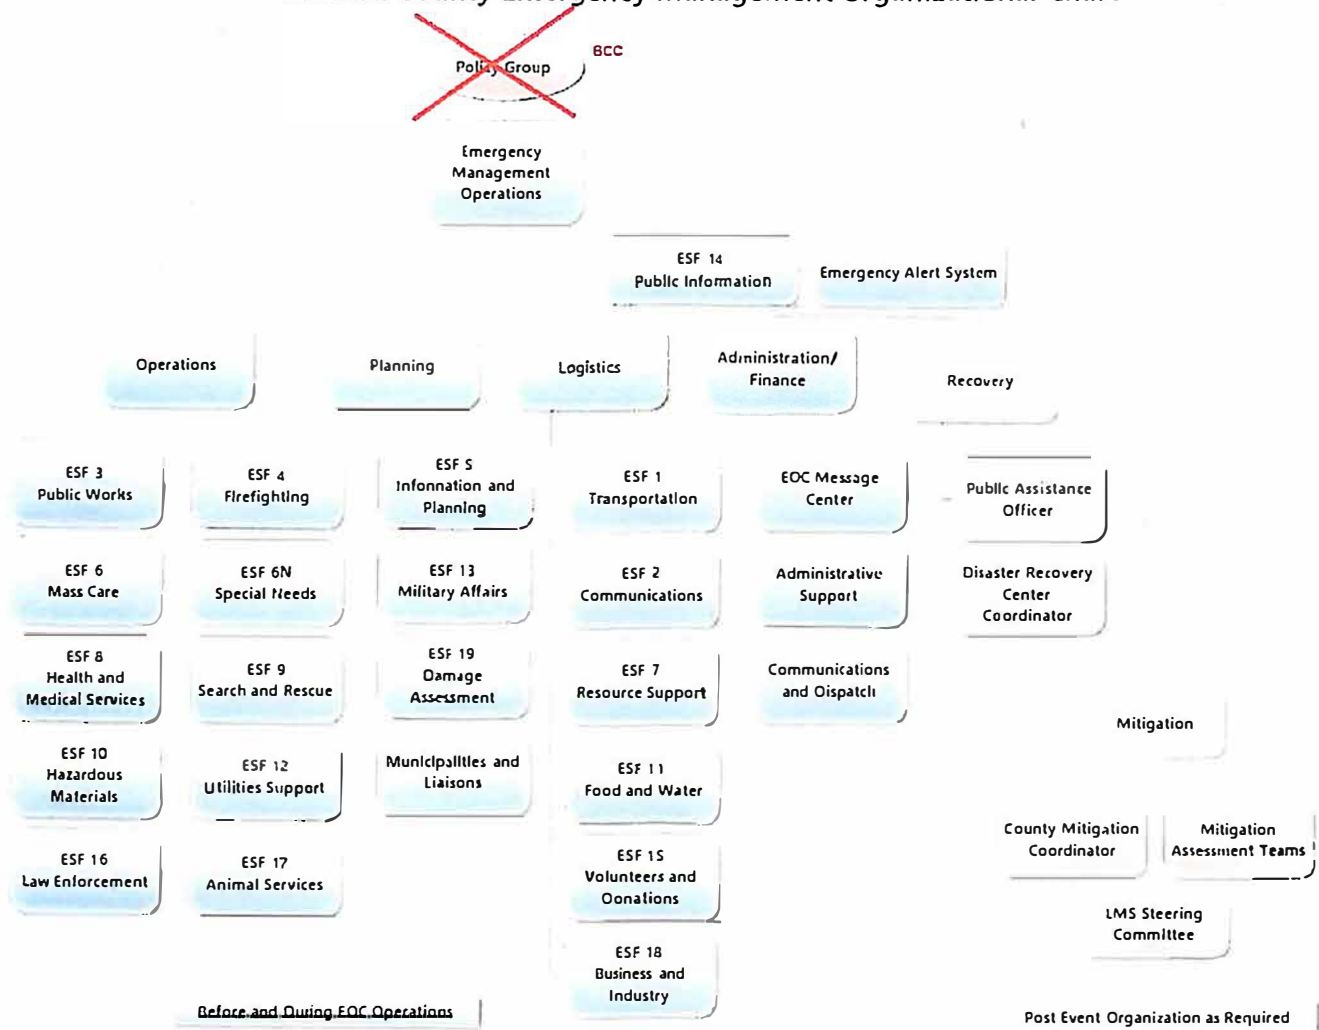 Emergency Management Organizational Chart
BCC
Policy Group
Emergency
Management
Operations
ESF 14
Public Information
Emergency Alert System
Operations
Planning
Logistics
Administration/
Finance
Recovery
ESF 3
Public Works
ESF 4
Firefighting
ESF 5
Information and
Planning
ESF 1
Transportation
EOC Message
Center
Public Assistance
Officer
ESF 6
Mass Care
ESF 6N
Special Needs
ESF 13
Military Affairs
ESF 2
Communications
Administrative
Support
Disaster Recovery
Center
Coordinator
ESF 8
Health and
Medical Services
ESF 9
Search and Rescue
ESF 19
Damage
Assessment
ESF 7
Resource Support
Communications
and Dispatch
Mitigation
ESF 10
Hazardous
Materials
ESF 12
Utilities Support
Municipalities and
Liaisons
ESF 11
Food and Water
County Mitigation
Coordinator
Mitigation
Assessment Teams
ESF 16
Law Enforcement
ESF 17
Animal Services
ESF 15
Volunteers and
Donations
LMS Steering
Committee
ESF 18
Business and
Industry
Before and During EOC Operations
Post Event Organization as Required